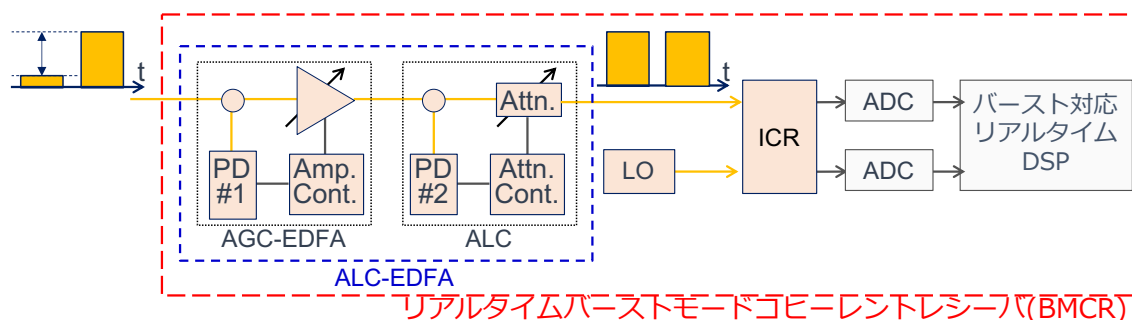 t
t
Attn.
PD
#1
Amp.
Cont.
PD
#2
Attn.
Cont.
AGC-EDFA
ALC
ALC-EDFA
LO
ICR
ADC
ADC
バースト対応
リアルタイム
DSP
リアルタイムバーストモードコヒーレントレシーバ(BMCR)